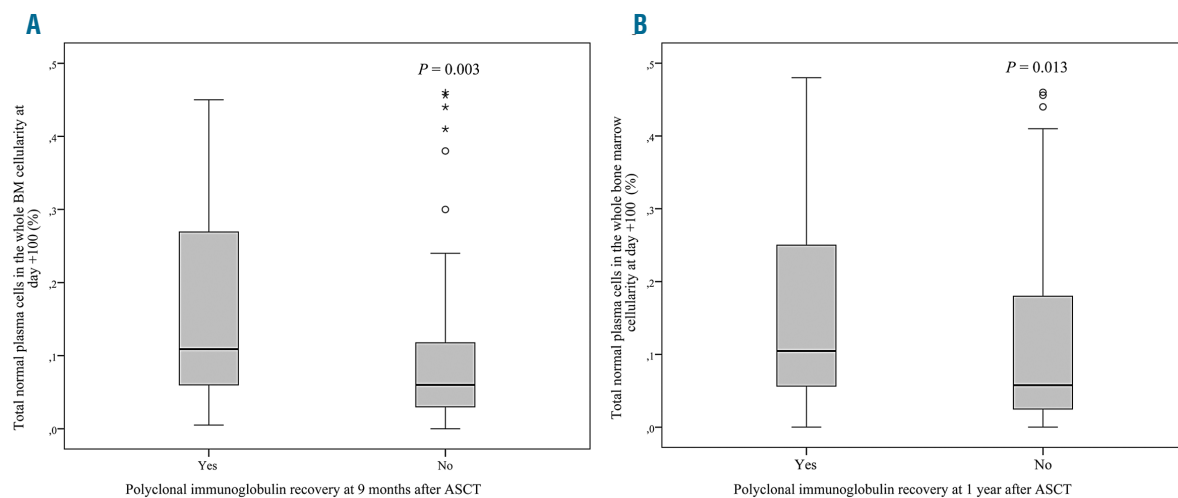 A
Total normal plasma cells in the whole BM cellularity at
day +100 (%)
,5
,4
,3
,2
,1
,0
P = 0.003
Yes
No
Polyclonal immunoglobulin recovery at 9 months after ASCT
B
Total normal plasma cells in the whole bone marrow
cellularity at day +100 (%)
,5
,4
,3
,2
,1
,0
P = 0.013
Yes
No
Polyclonal immunoglobulin recovery at 1 year after ASCT